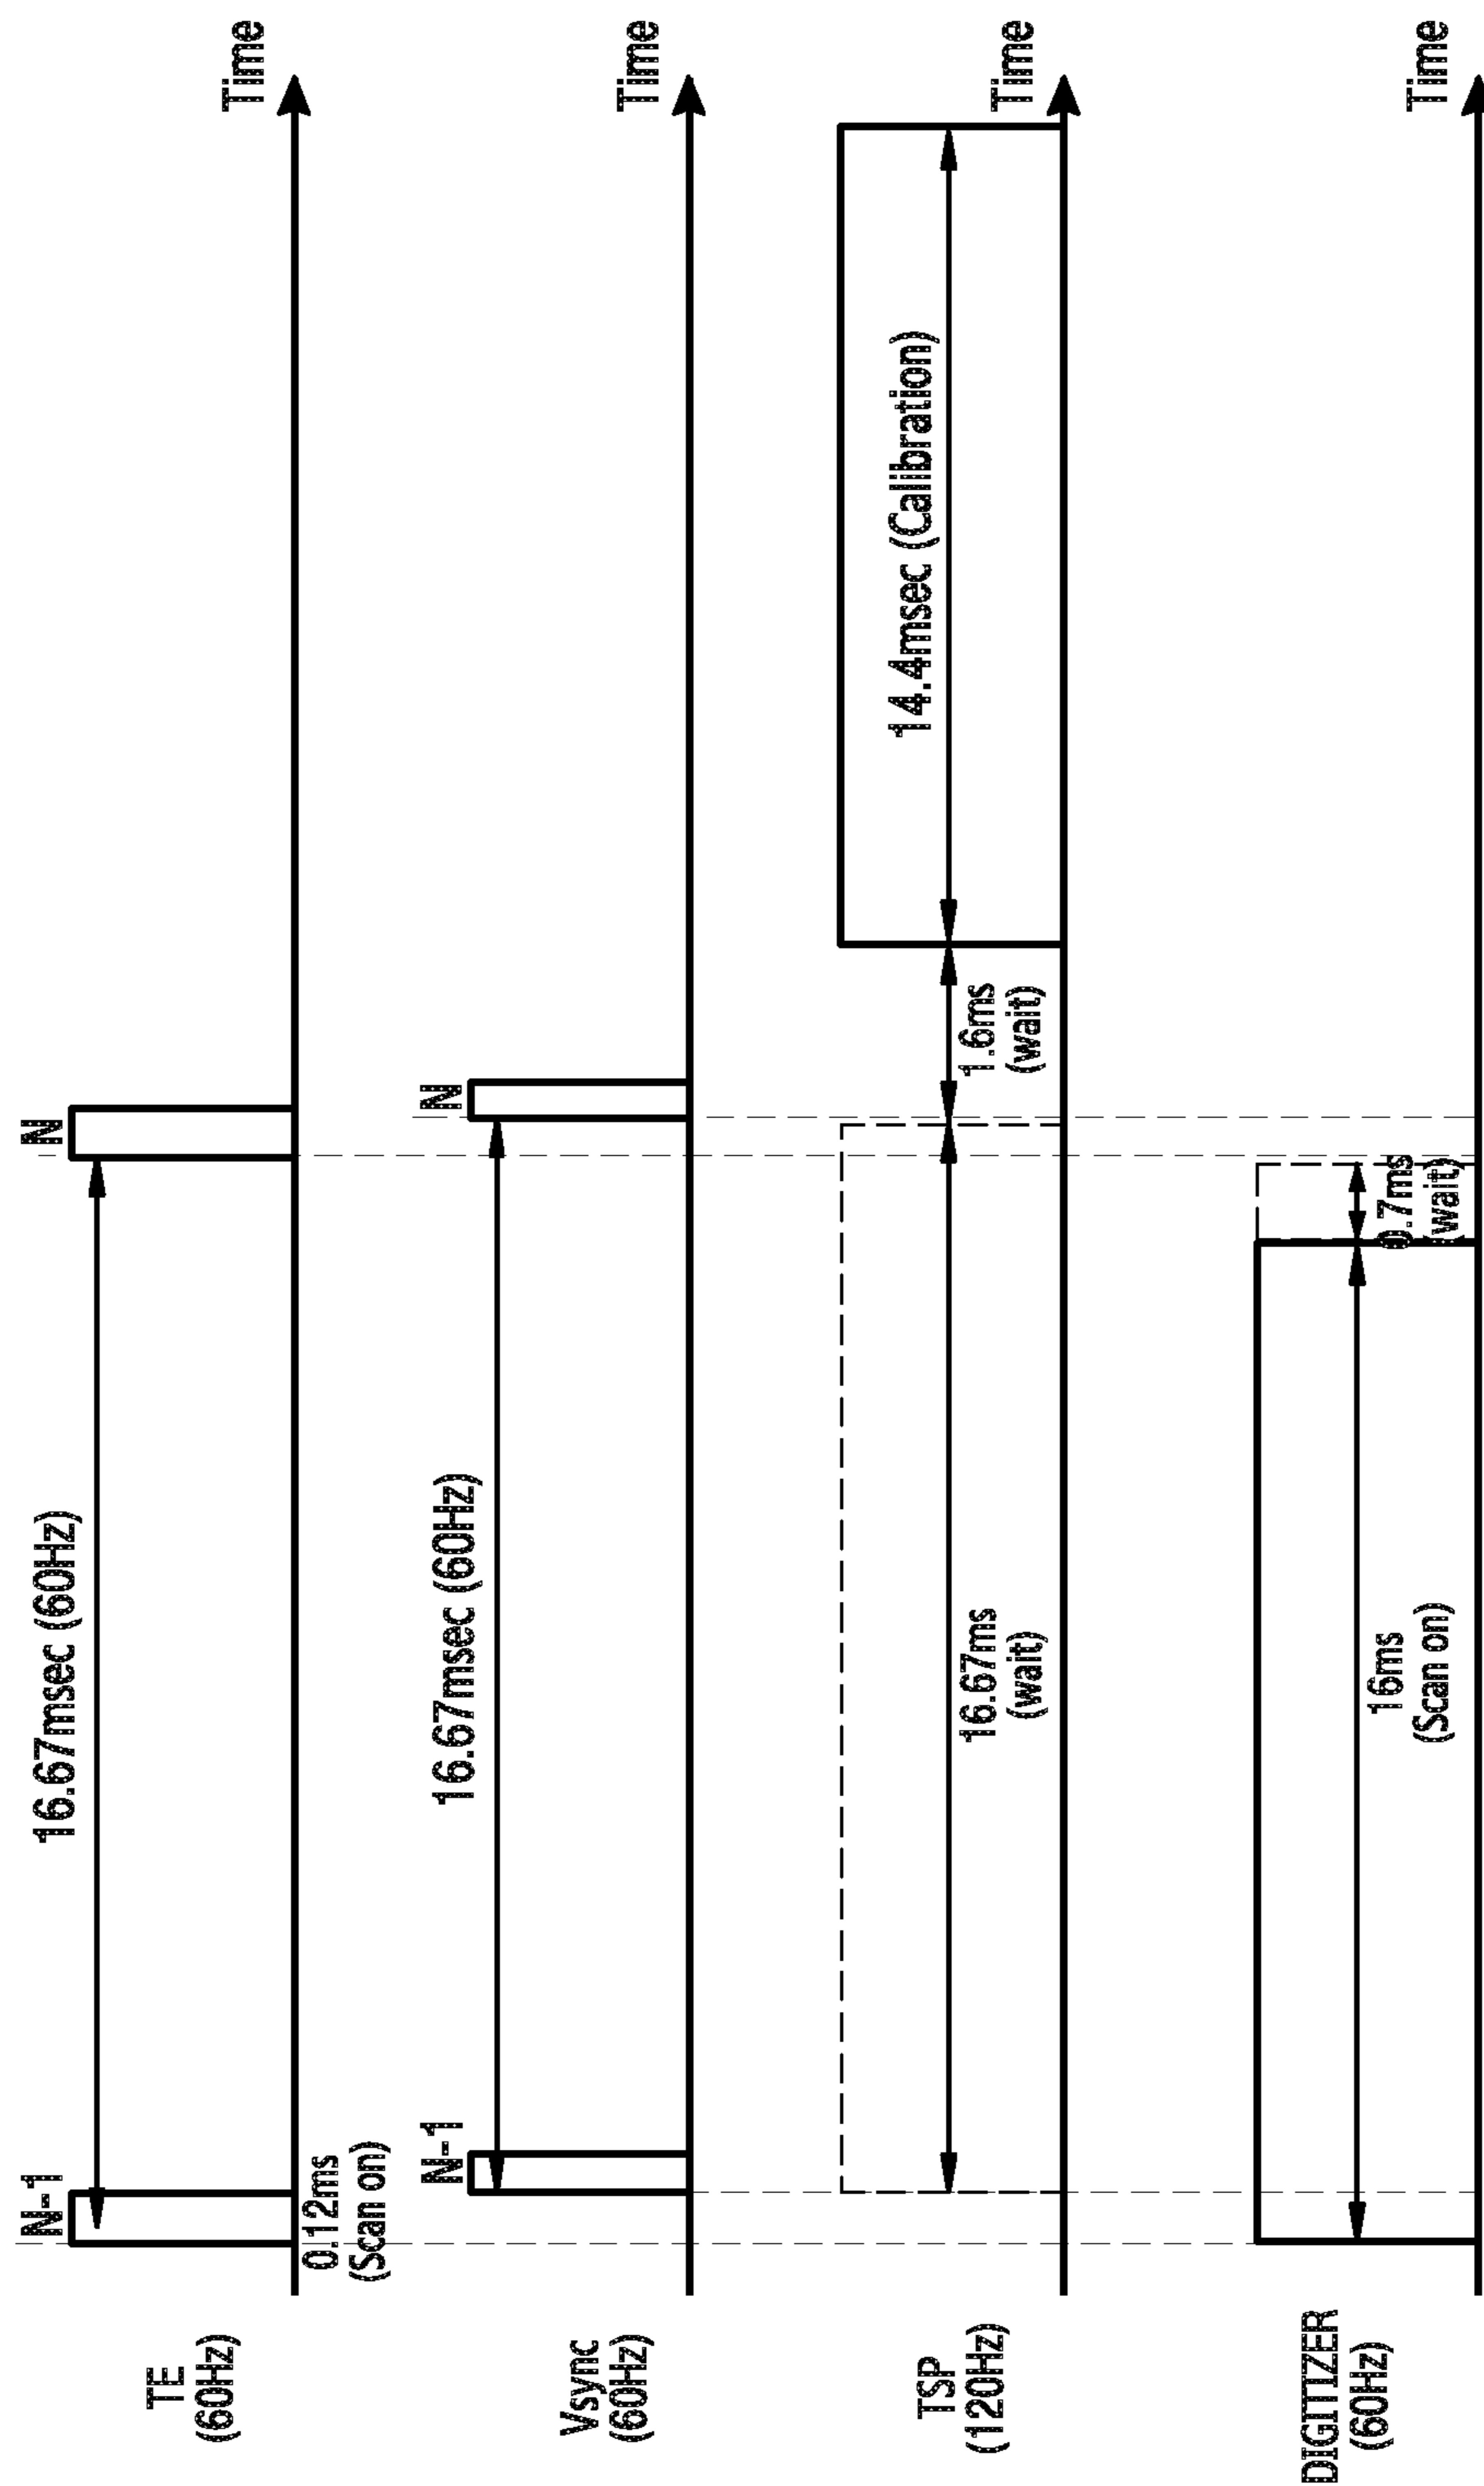 TE
(60Hz)
N-1
16.67msec (60Hz)
N
Time
0.12ms
(Scan on)
Vsync
(60Hz)
N-1
16.67msec (60Hz)
N
Time
TSP
(120Hz)
16.67ms
(wait)
1.6ms
(wait)
14.4msec (Calibration)
Time
DIGITIZER
(60Hz)
16ms
(Scan on)
0.7ms
(wait)
Time